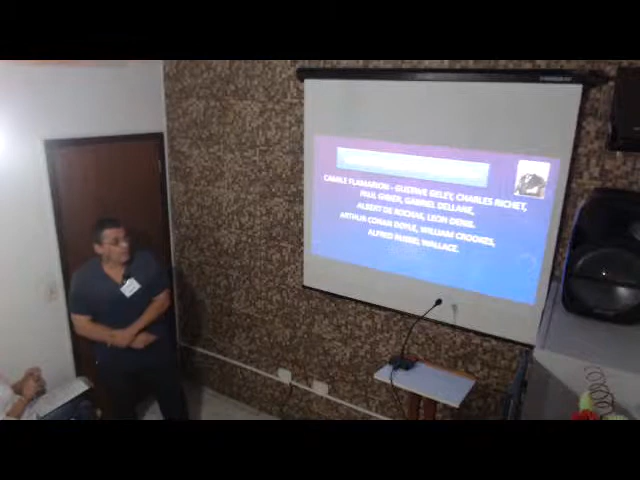 CAMILE FLAMARION - GUSTAVE GELEY, CHARLES RICHET,
PAUL GIBIER, GABRIEL DELLANE,
ALBERT DE ROCHAS, LEON DENIS.
ARTHUR CONAN DOYLE, WILLIAM CROOKES,
ALFRED RUSSEL WALLACE.